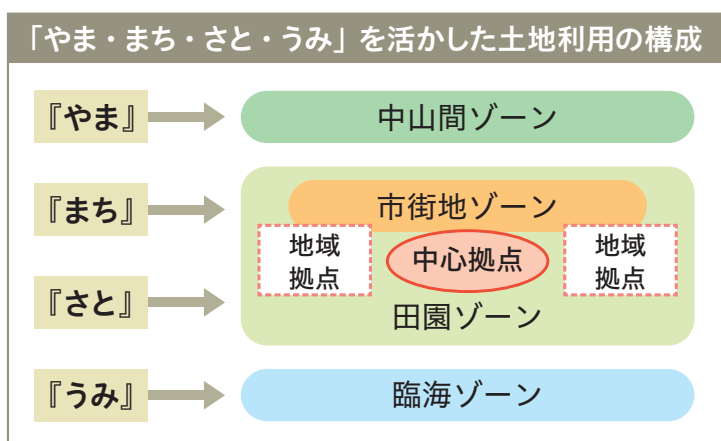 「やま・まち・さと・うみ」を活かした土地利用の構成
『やま』
中山間ゾーン
『まち』
市街地ゾーン
地域
拠点
中心拠点
地域
拠点
『さと』
田園ゾーン
『うみ』
臨海ゾーン